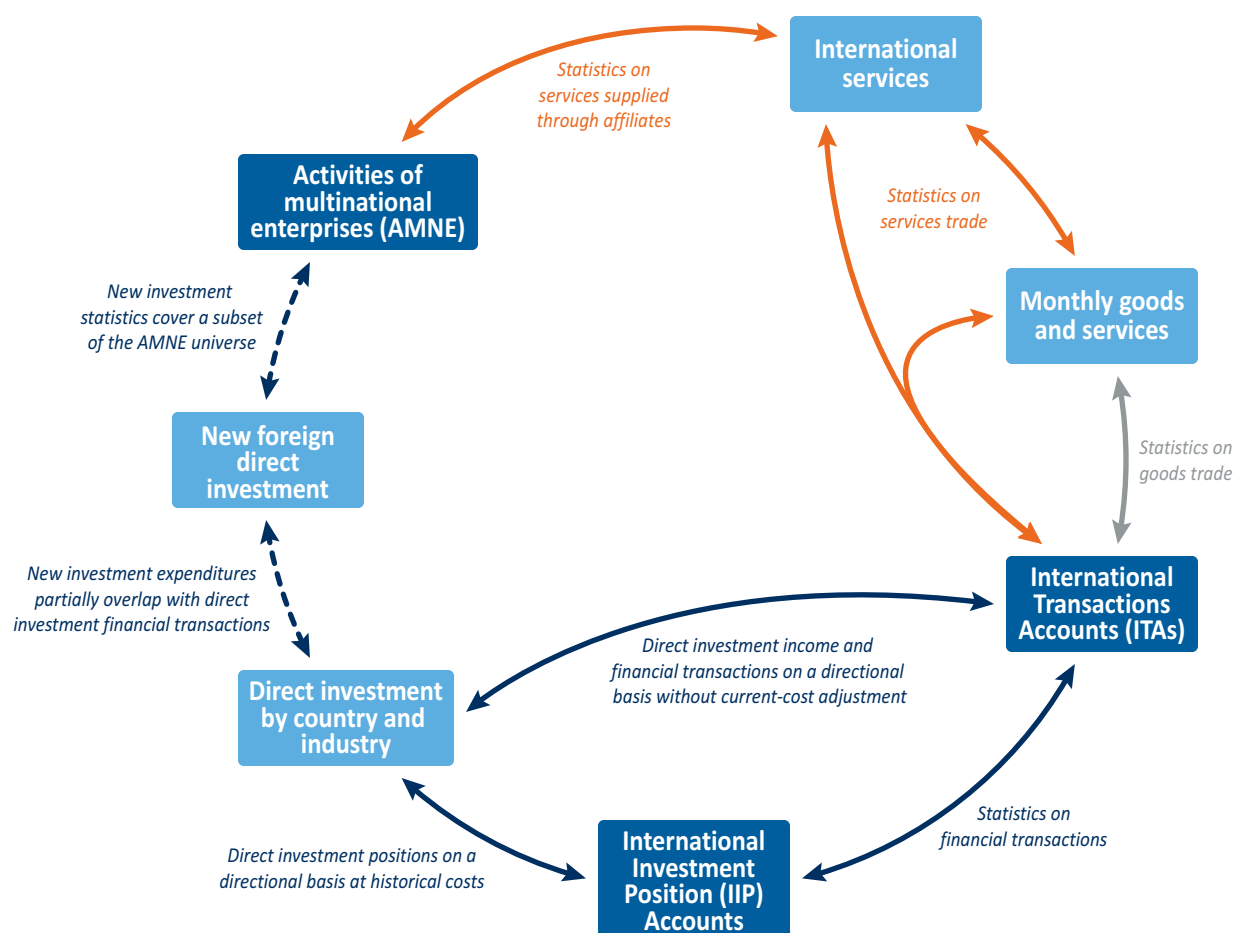 International
services
Statistics on
services supplied
through affiliates
Activities of
multinational
enterprises (AMNE)
Statistics on
services trade
New investment
statistics cover a subset
of the AMNE universe
Monthly goods
and services
New foreign
direct
investment
Statistics on
goods trade
New investment expenditures
partially overlap with direct
investment financial transactions
International
Transactions
Accounts (ITAs)
Direct investment income and
financial transactions on a directional
basis without current-cost adjustment
Direct investment
by country and
industry
Statistics on
financial transactions
International
Investment
Position (IIP)
Accounts
Direct investment positions on a
directional basis at historical costs